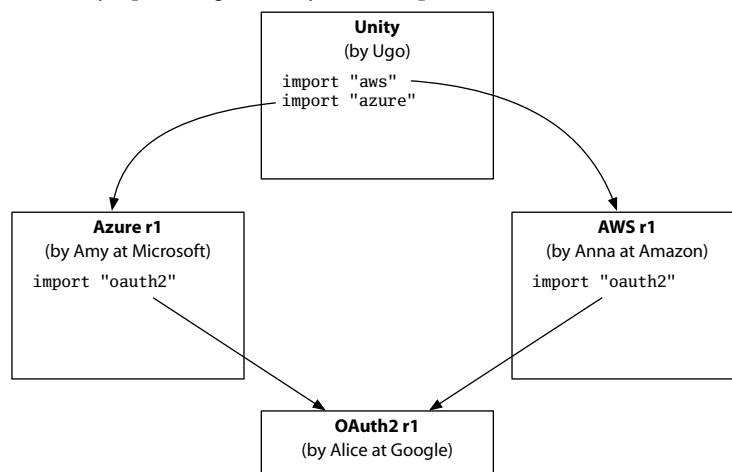 Unity
(by Ugo)
import "aws"
import "azure"
Azure r1
(by Amy at Microsoft)
import "oauth2"
AWS r1
(by Anna at Amazon)
import "oauth2"
OAuth2 r1
(by Alice at Google)